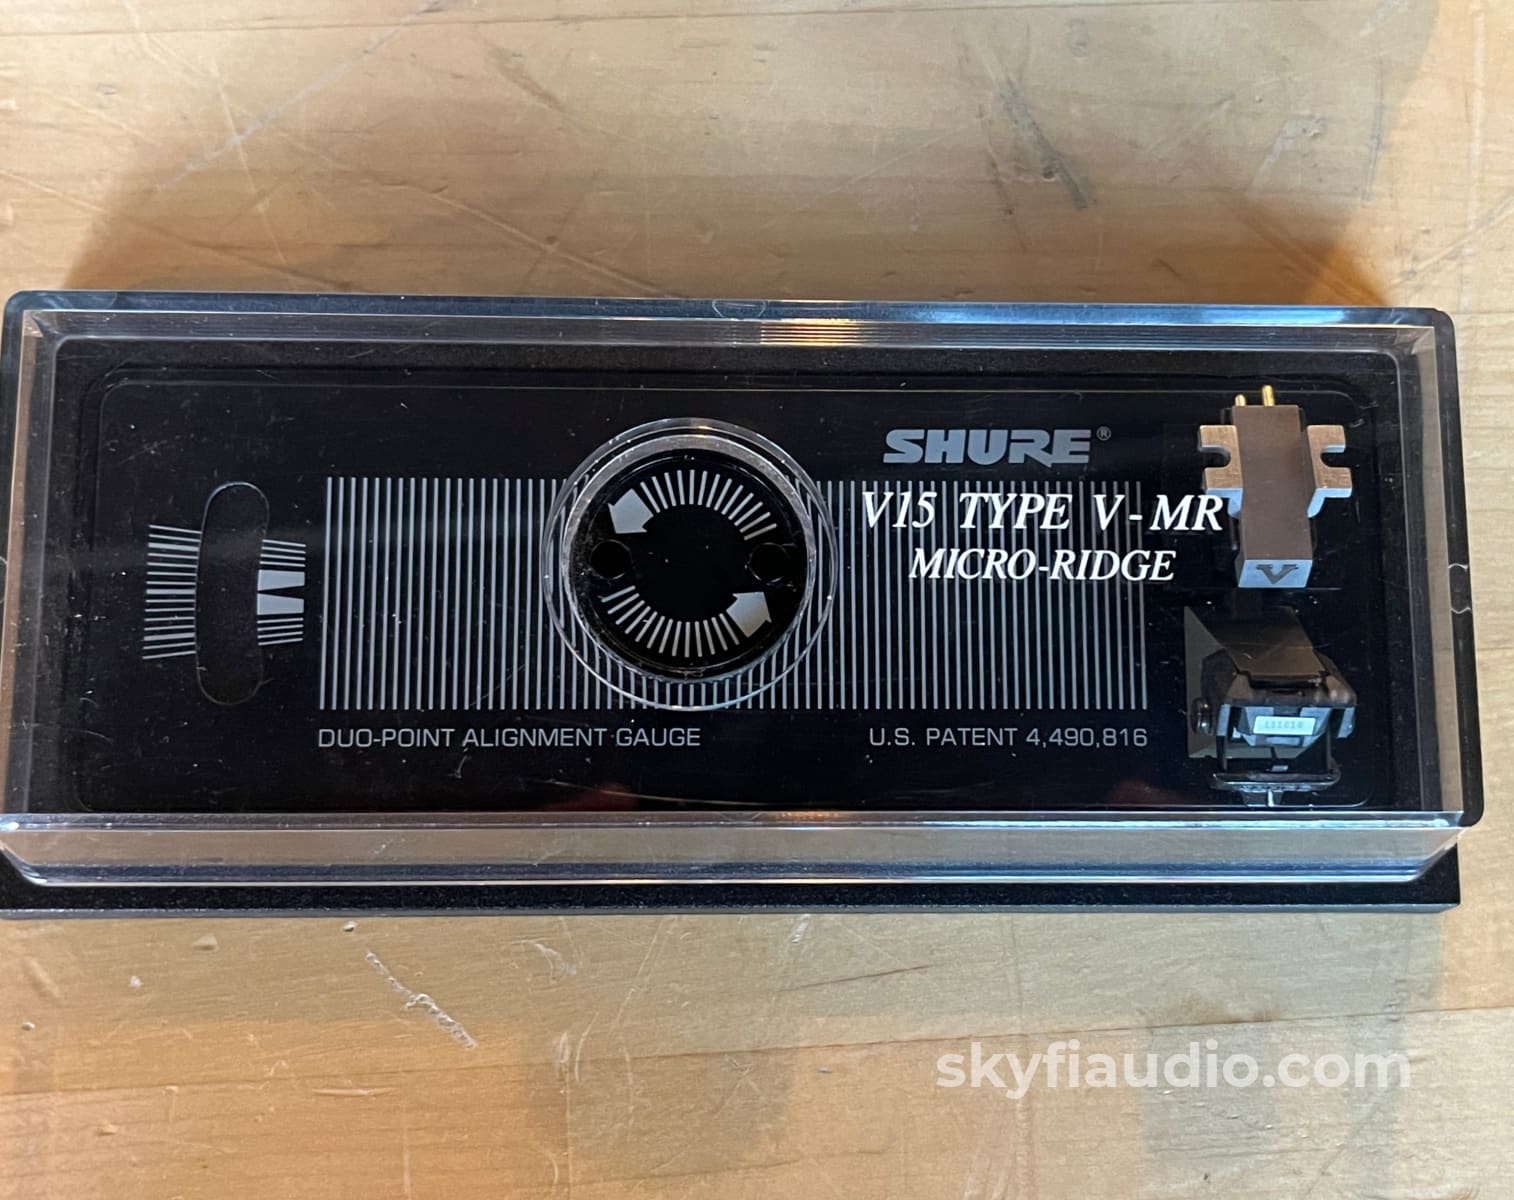 SHURE®
V15 TYPE V-MR
MICRO-RIDGE
V
DUO-POINT ALIGNMENT GAUGE
U.S. PATENT 4,490,816
skyfiaudio.com